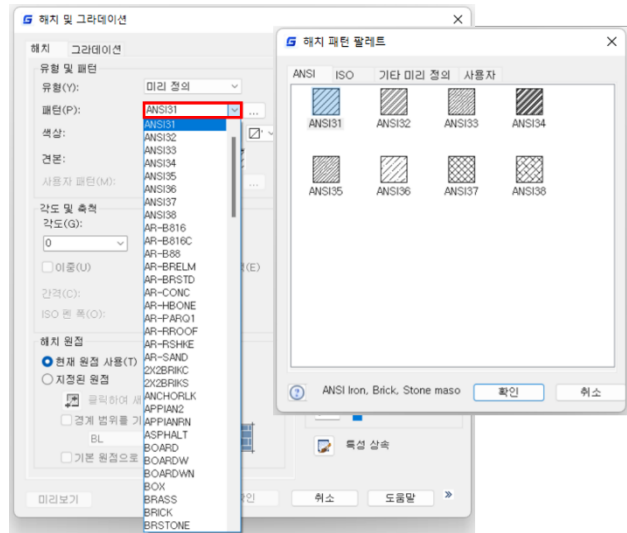 해치 및 그라데이션
해치 그라데이션
유형 및 패턴
유형(Y): 미리 정의
패턴(P): ANSI31 ...
색상:
견본:
사용자 패턴(M): ...
ANSI31
ANSI32
ANSI33
ANSI34
ANSI35
ANSI36
ANSI37
ANSI38
AR-B816
AR-B816C
AR-B88
AR-BRELM
AR-BRSTD
AR-CONC
AR-HBONE
AR-PARQ1
AR-RROOF
AR-RSHKE
AR-SAND
2X2BRIKC
2X2BRIKS
ANCHORLK
APPIAN2
APPIANRN
ASPHALT
BOARD
BOARDW
BOARDWN
BOX
BRASS
BRICK
BRSTONE
각도 및 축척
각도(G):
0
이중(U) (E)
간격(C):
ISO 펜 폭(O):
해치 원점
현재 원점 사용(T)
지정된 원점
클릭하여 새
경계 범위를 기
BL
기본 원점으로
특성 상속
미리보기 확인 취소 도움말
해치 패턴 팔레트
ANSI ISO 기타 미리 정의 사용자
ANSI31 ANSI32 ANSI33 ANSI34
ANSI35 ANSI36 ANSI37 ANSI38
ANSI Iron, Brick, Stone maso 확인 취소